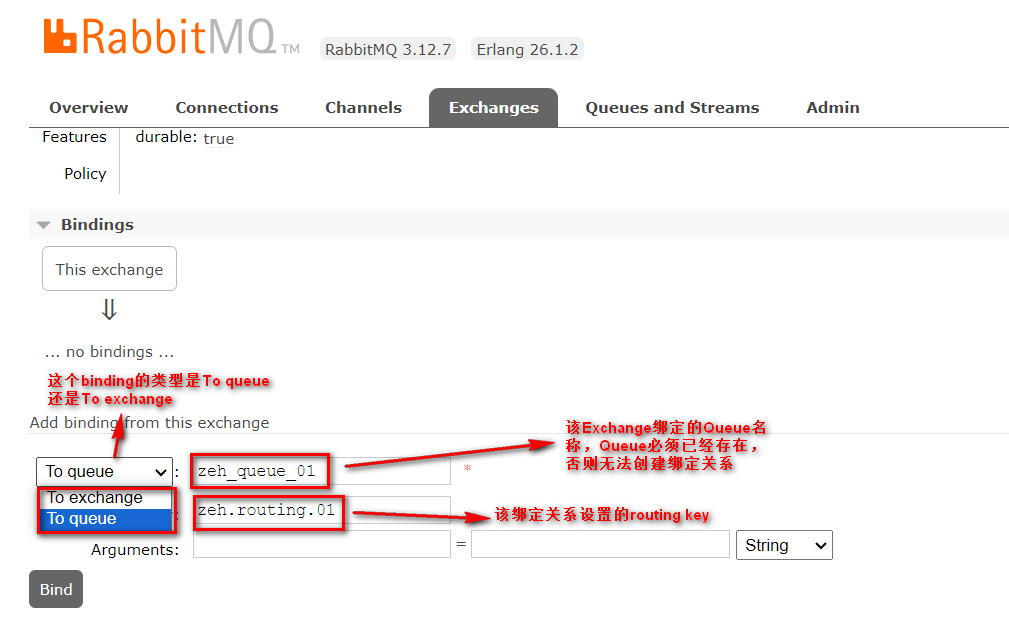 RabbitMQ TM RabbitMQ 3.12.7 Erlang 26.1.2
Overview Connections Channels Exchanges Queues and Streams Admin
Features durable: true
Policy
Bindings
This exchange
⇓
... no bindings ...
这个binding的类型是To queue
还是To exchange
Add binding from this exchange
该Exchange绑定的Queue名
称，Queue必须已经存在，
否则无法创建绑定关系
To queue : zeh_queue_01 *
To exchange
To queue
: zeh.routing.01
该绑定关系设置的routing key
Arguments: = String
Bind